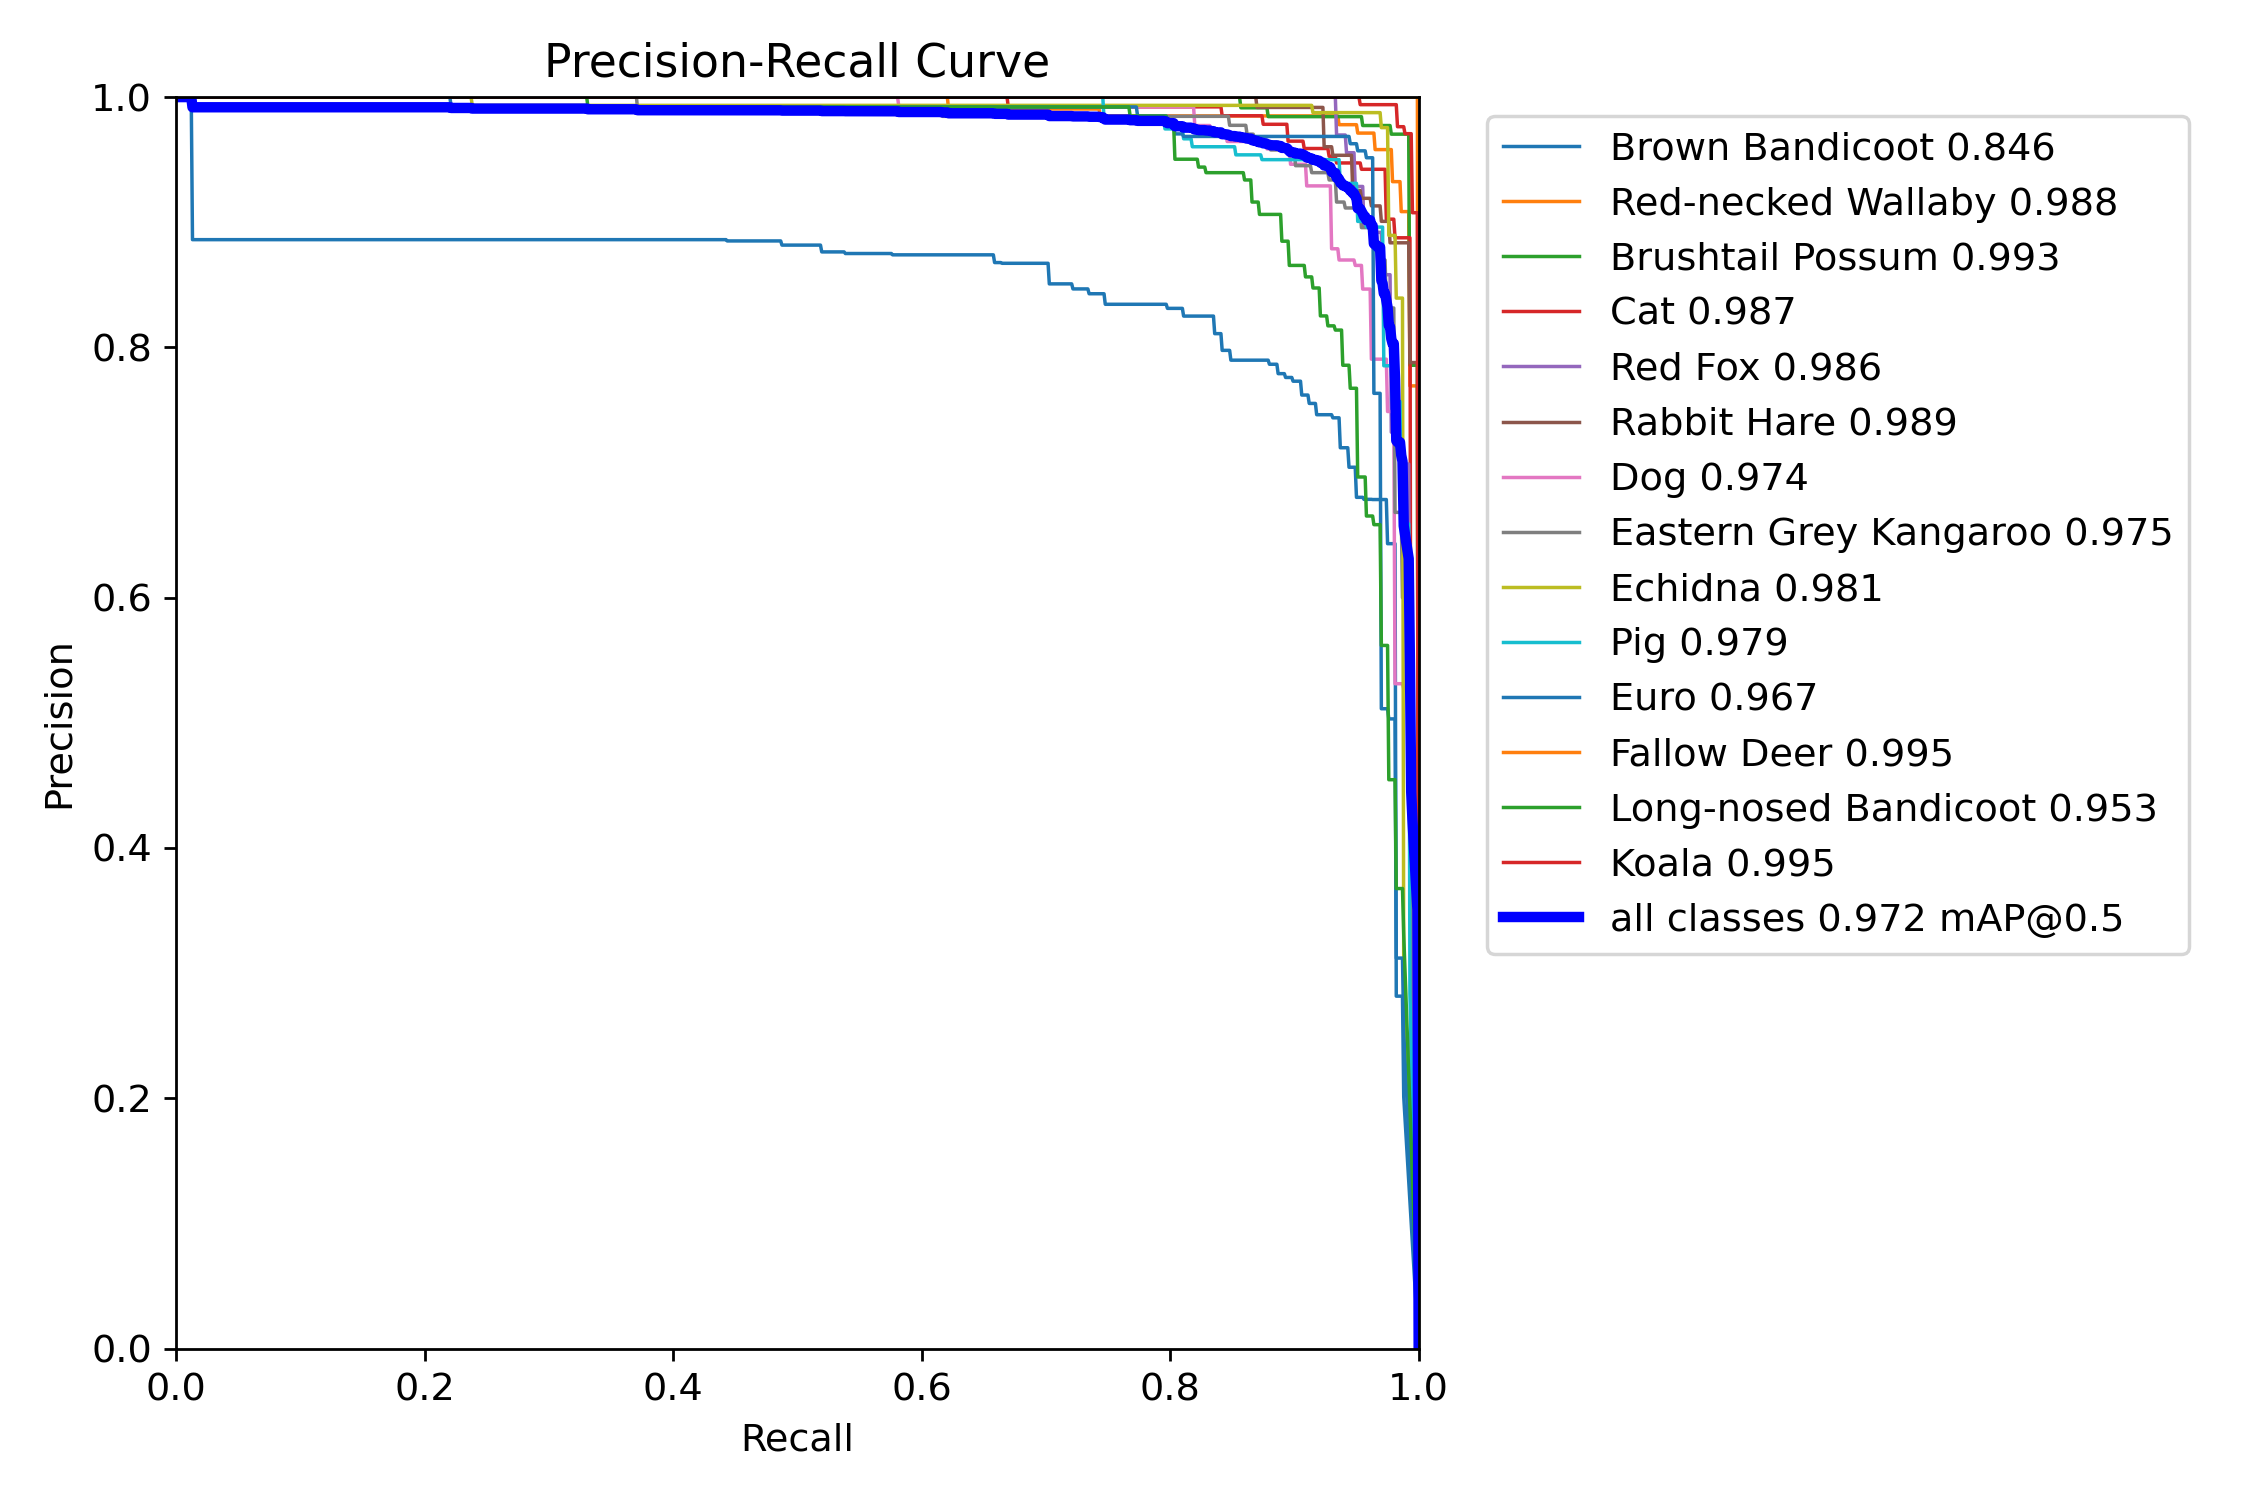 Precision-Recall Curve
1.0
0.8
0.6
0.4
0.2
0.0
Precision
0.0 0.2 0.4 0.6 0.8 1.0
Recall
Brown Bandicoot 0.846
Red-necked Wallaby 0.988
Brushtail Possum 0.993
Cat 0.987
Red Fox 0.986
Rabbit Hare 0.989
Dog 0.974
Eastern Grey Kangaroo 0.975
Echidna 0.981
Pig 0.979
Euro 0.967
Fallow Deer 0.995
Long-nosed Bandicoot 0.953
Koala 0.995
all classes 0.972 mAP@0.5